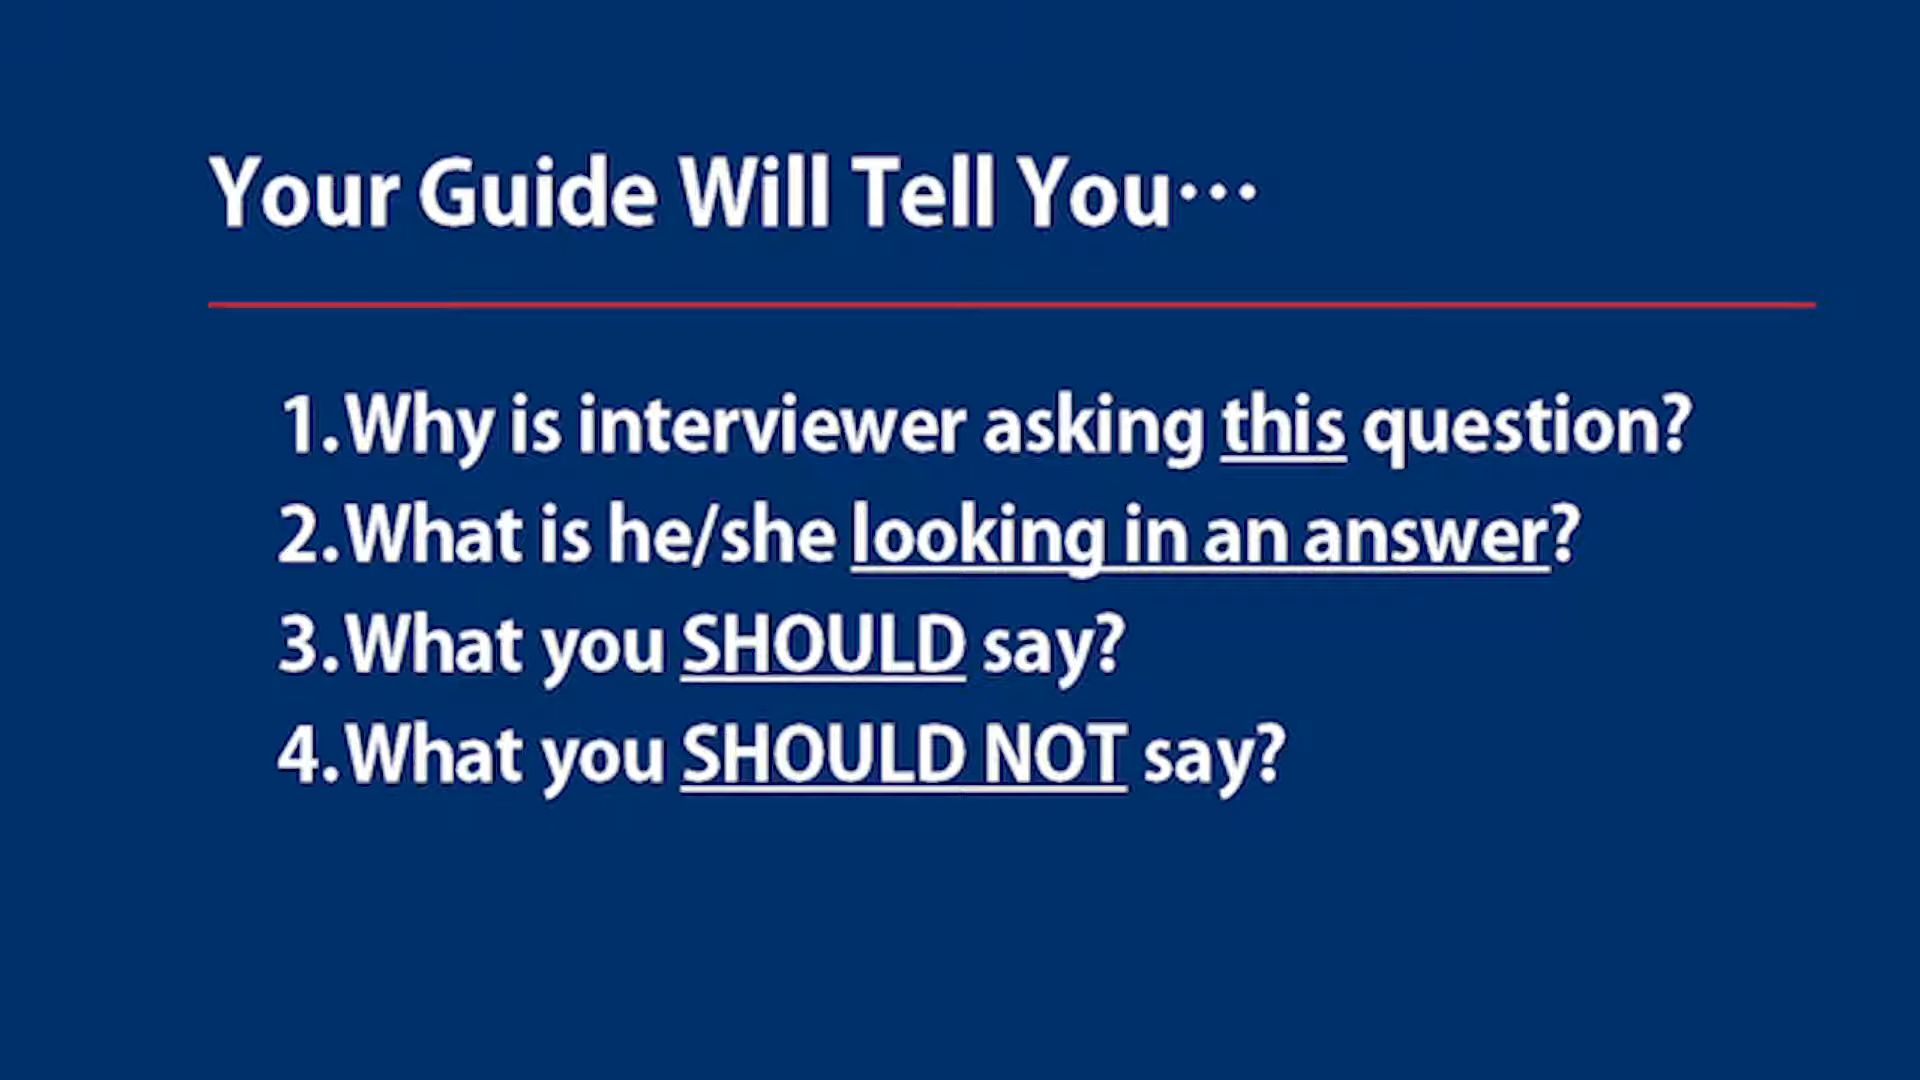 Your Guide Will Tell You···
1.Why is interviewer asking this question?
2.What is he/she looking in an answer?
3.What you SHOULD say?
4.What you SHOULD NOT say?